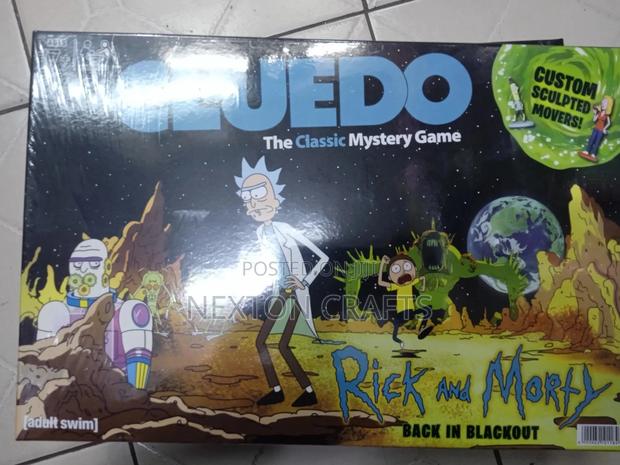 CLUEDO
The Classic Mystery Game
CUSTOM
SCULPTED
MOVERS!
POSTED ON
NEXTON CRAFTS
Rick and Morty
BACK IN BLACKOUT
[adult swim]